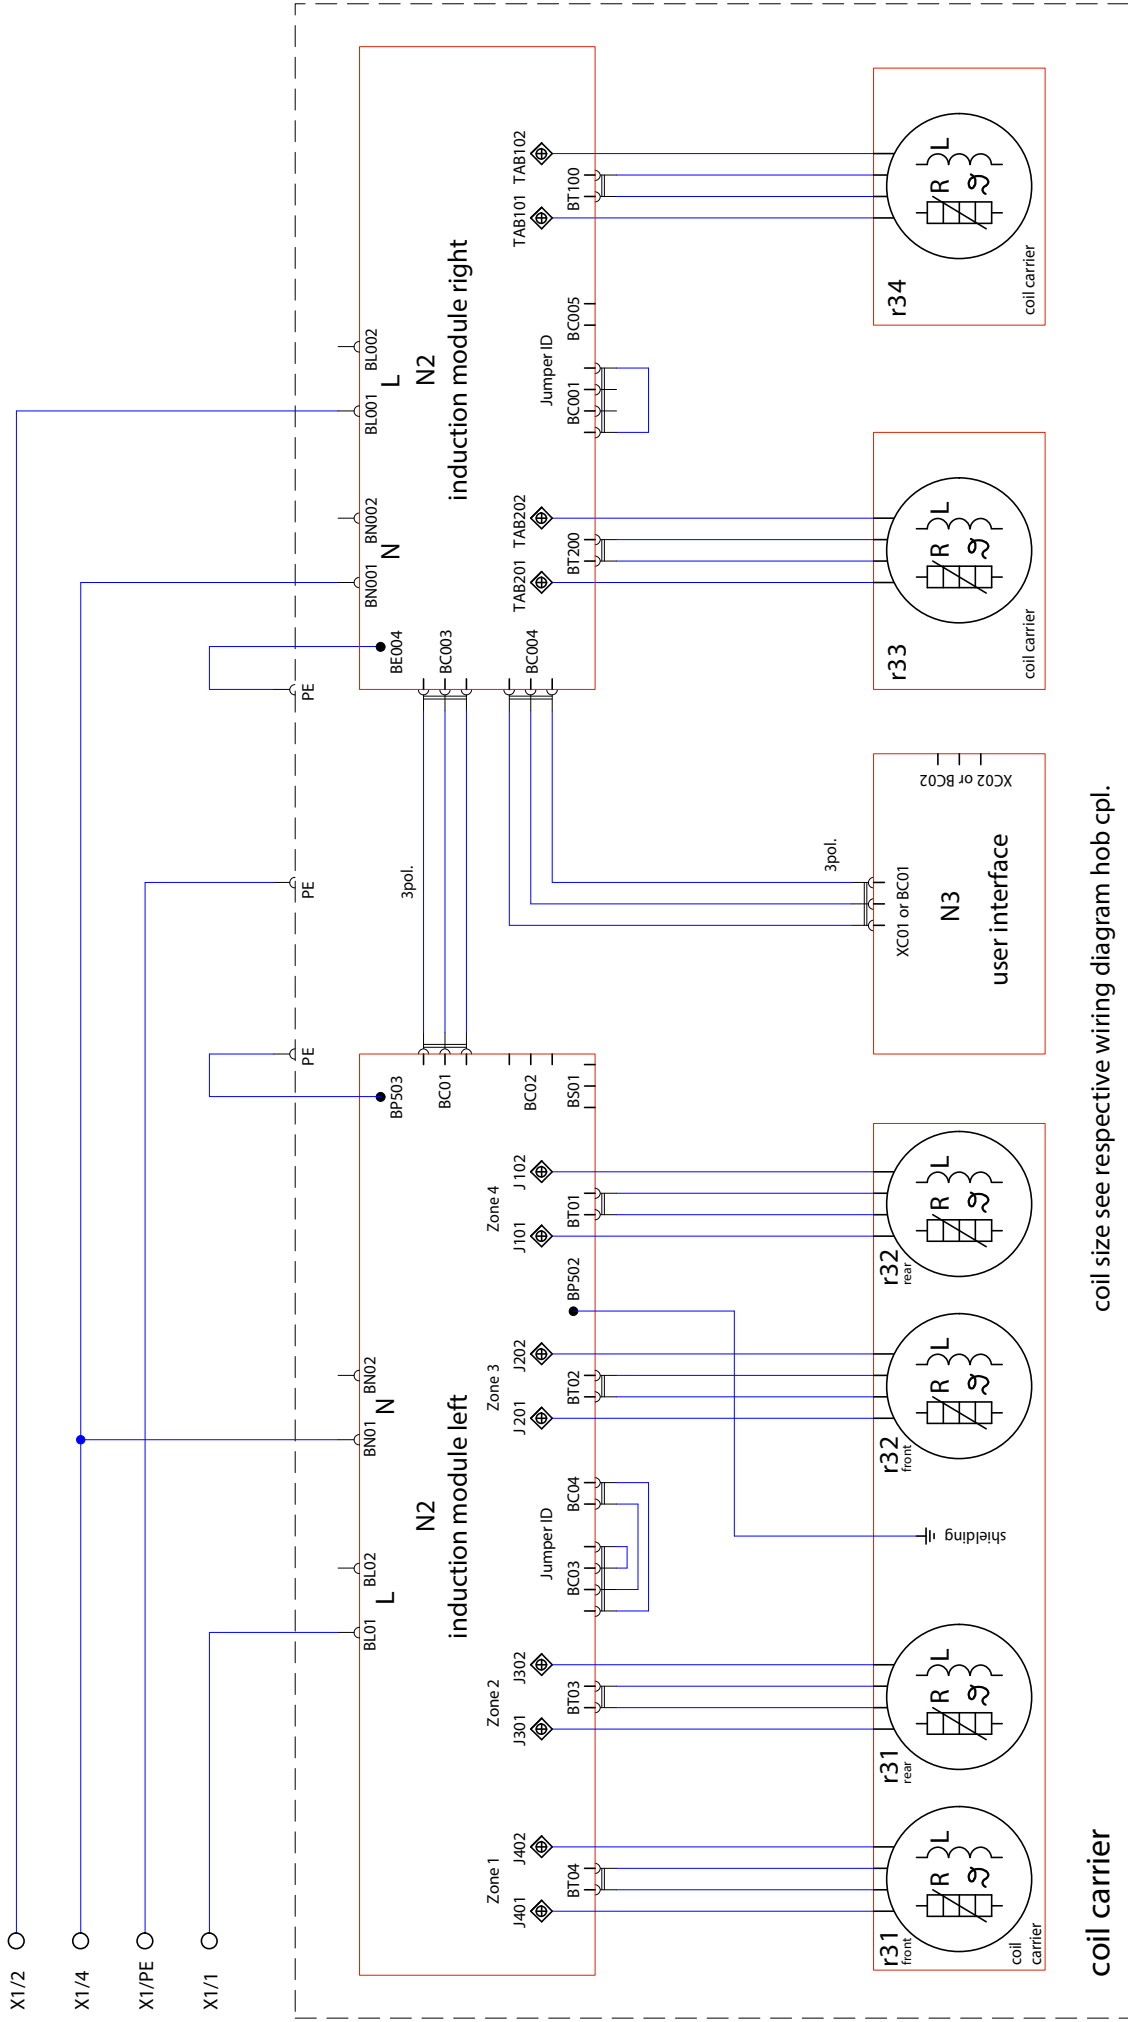 X1/2
X1/4
X1/PE
X1/1
PE
PE
PE
BL01
BL02
L
BN01
BN02
N
BP503
N2
induction module left
BC01
BC02
BS01
Zone 1
J401
J402
BT04
Zone 2
J301
J302
BT03
Jumper ID
BC03
BC04
Zone 3
J201
J202
BT02
BP502
Zone 4
J101
J102
BT01
3pol.
BE004
BN001
BN002
N
BL001
BL002
L
N2
induction module right
BC003
BC004
TAB201
TAB202
BT200
Jumper ID
BC001
BC005
TAB101
TAB102
BT100
r31
front
R
L
ϑ
coil
carrier
r31
rear
R
L
ϑ
shielding
r32
front
R
L
ϑ
r32
rear
R
L
ϑ
3pol.
XC01 or BC01
N3
user interface
XC02 or BC02
r33
R
L
ϑ
coil carrier
r34
R
L
ϑ
coil carrier
coil carrier
coil size see respective wiring diagram hob cpl.